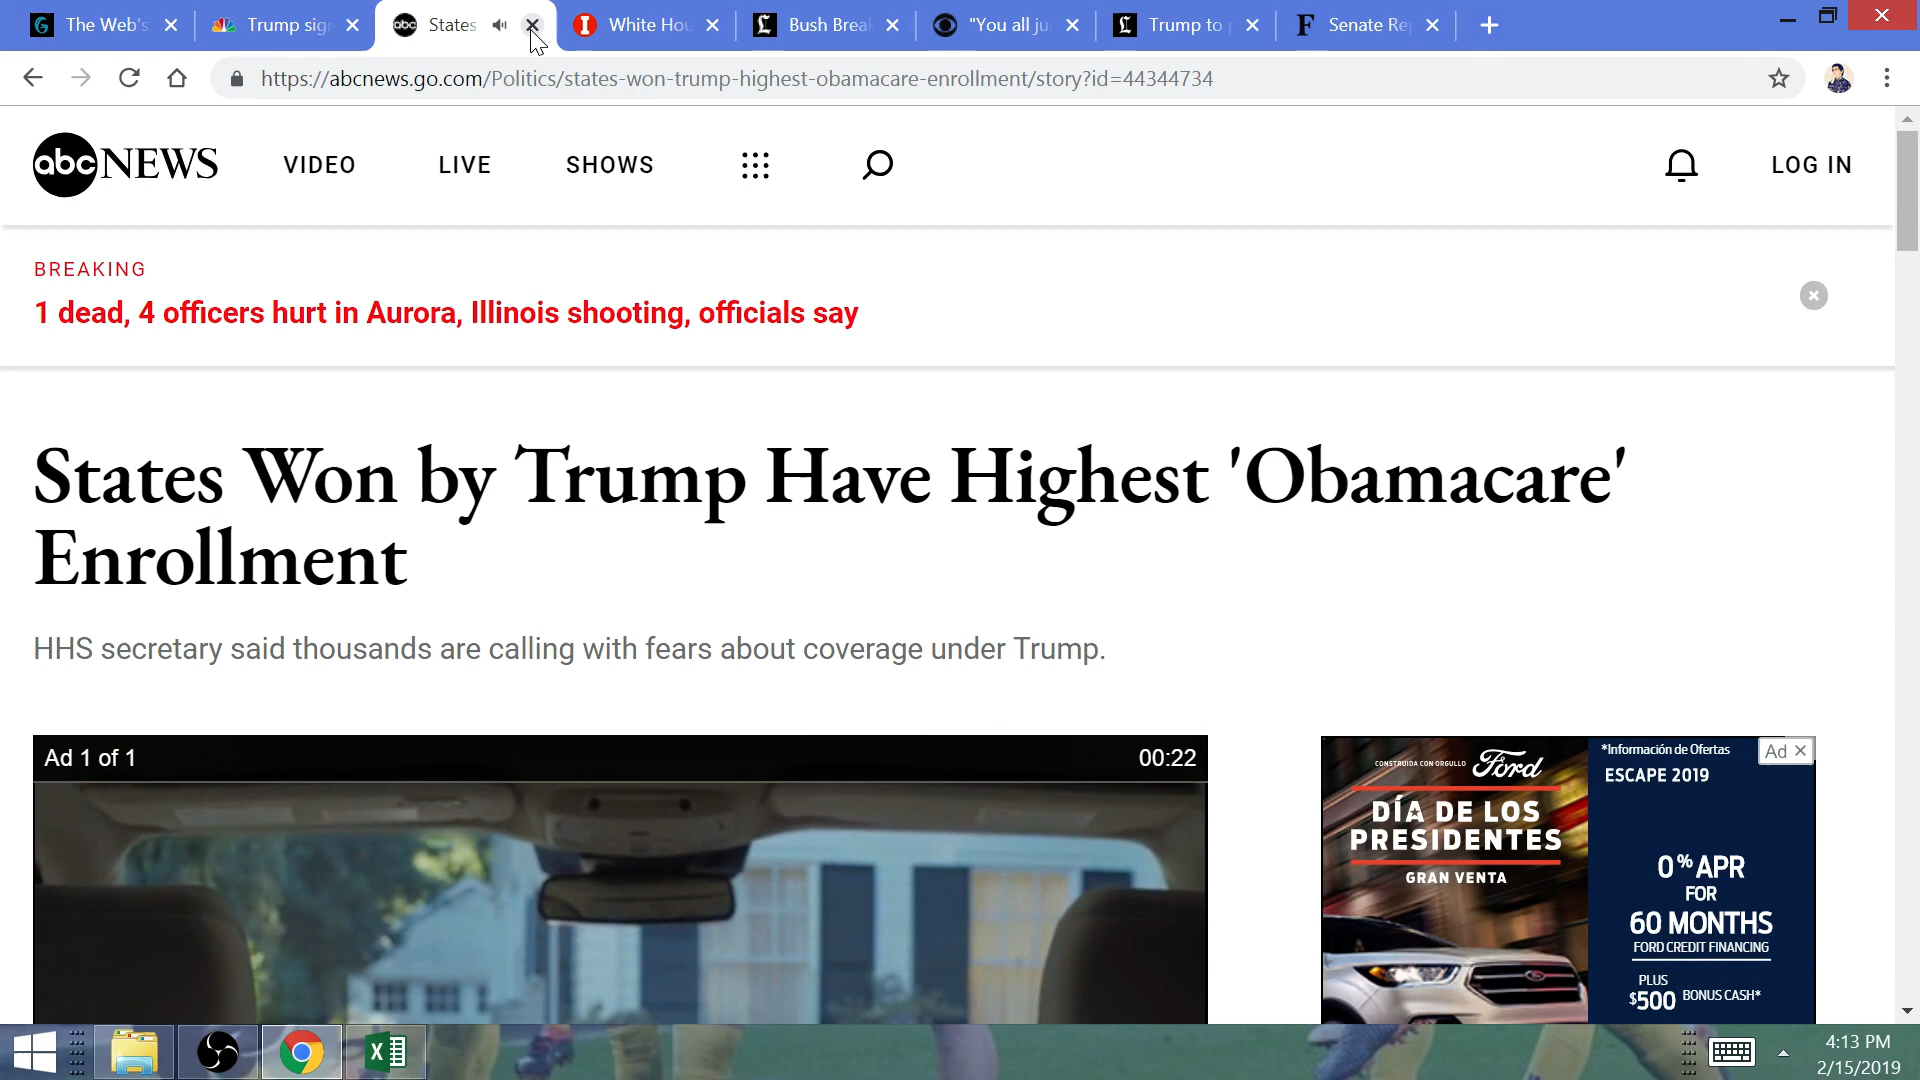 The Web's
Trump sig
States
White Hou
Bush Brea
"You all ju
Trump to p
Senate Re
https://abcnews.go.com/Politics/states-won-trump-highest-obamacare-enrollment/story?id=44344734
abc NEWS
VIDEO
LIVE
SHOWS
LOG IN
BREAKING
1 dead, 4 officers hurt in Aurora, Illinois shooting, officials say
States Won by Trump Have Highest 'Obamacare'
Enrollment
HHS secretary said thousands are calling with fears about coverage under Trump.
Ad 1 of 1
00:22
CONSTRUIDA CON ORGULLO
Ford
DÍA DE LOS
PRESIDENTES
GRAN VENTA
*Información de Ofertas
Ad
ESCAPE 2019
0% APR
FOR
60 MONTHS
FORD CREDIT FINANCING
PLUS
$500 BONUS CASH*
4:13 PM
2/15/2019